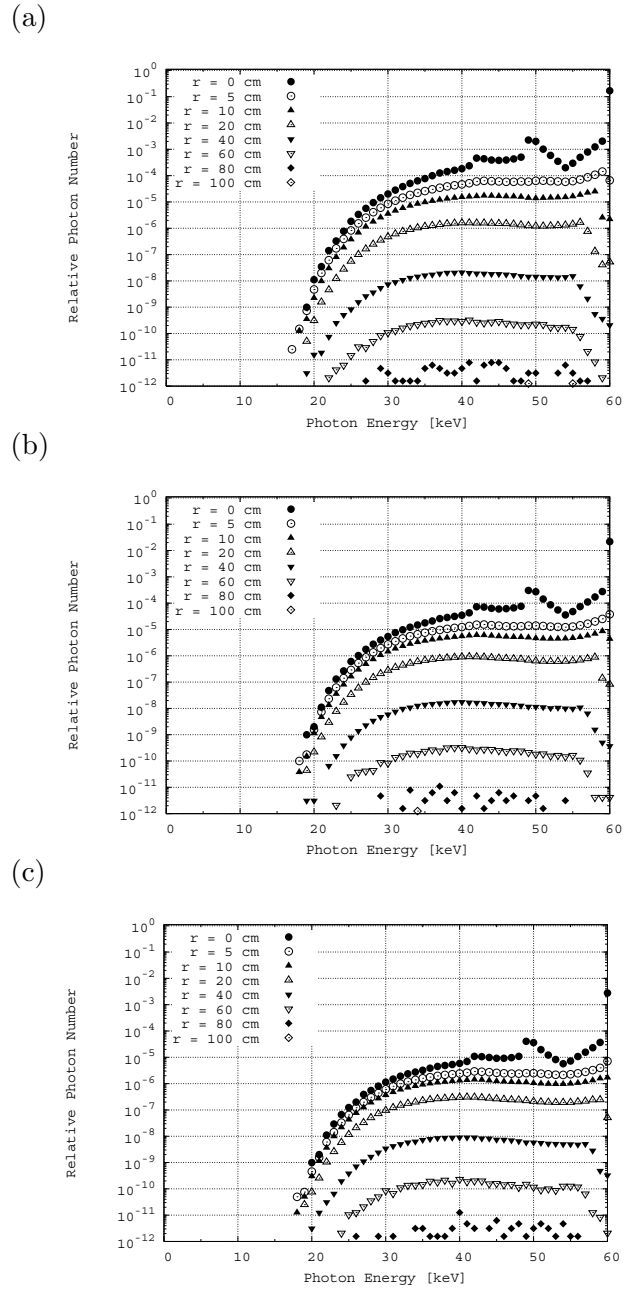 (a)
Relative Photon Number
10^0
10^-1
10^-2
10^-3
10^-4
10^-5
10^-6
10^-7
10^-8
10^-9
10^-10
10^-11
10^-12
r = 0 cm
r = 5 cm
r = 10 cm
r = 20 cm
r = 40 cm
r = 60 cm
r = 80 cm
r = 100 cm
0 10 20 30 40 50 60
Photon Energy [keV]
(b)
Relative Photon Number
10^0
10^-1
10^-2
10^-3
10^-4
10^-5
10^-6
10^-7
10^-8
10^-9
10^-10
10^-11
10^-12
r = 0 cm
r = 5 cm
r = 10 cm
r = 20 cm
r = 40 cm
r = 60 cm
r = 80 cm
r = 100 cm
0 10 20 30 40 50 60
Photon Energy [keV]
(c)
Relative Photon Number
10^0
10^-1
10^-2
10^-3
10^-4
10^-5
10^-6
10^-7
10^-8
10^-9
10^-10
10^-11
10^-12
r = 0 cm
r = 5 cm
r = 10 cm
r = 20 cm
r = 40 cm
r = 60 cm
r = 80 cm
r = 100 cm
0 10 20 30 40 50 60
Photon Energy [keV]